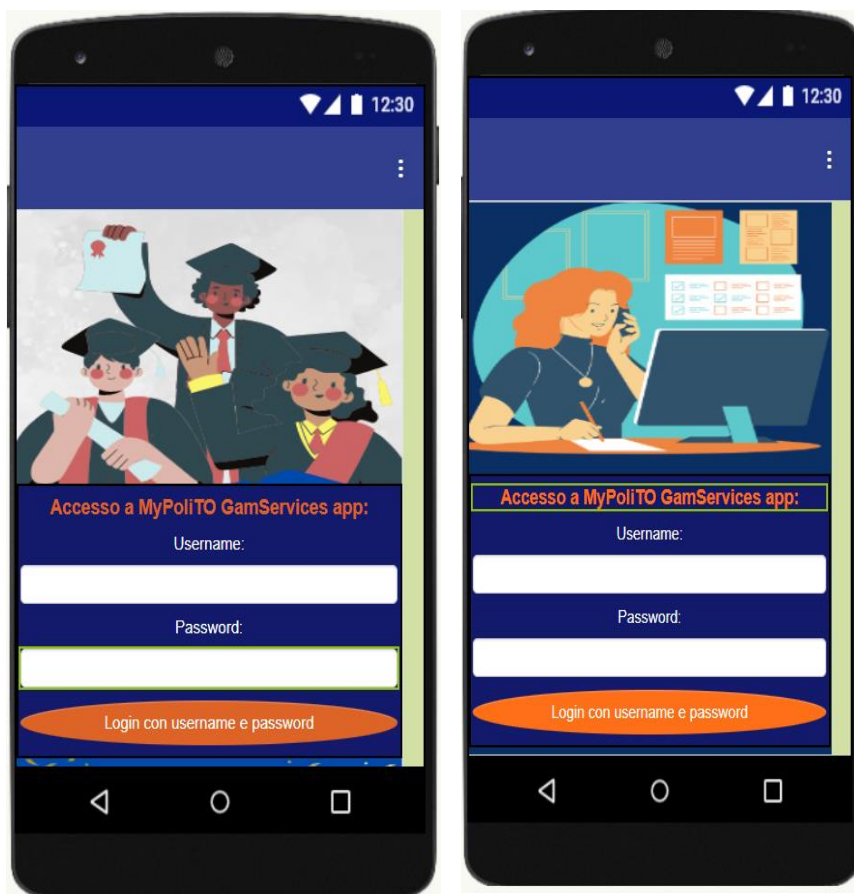 12:30
Accesso a MyPoliTO GamServices app:
Username:
Password:
Login con username e password
12:30
Accesso a MyPoliTO GamServices app:
Username:
Password:
Login con username e password